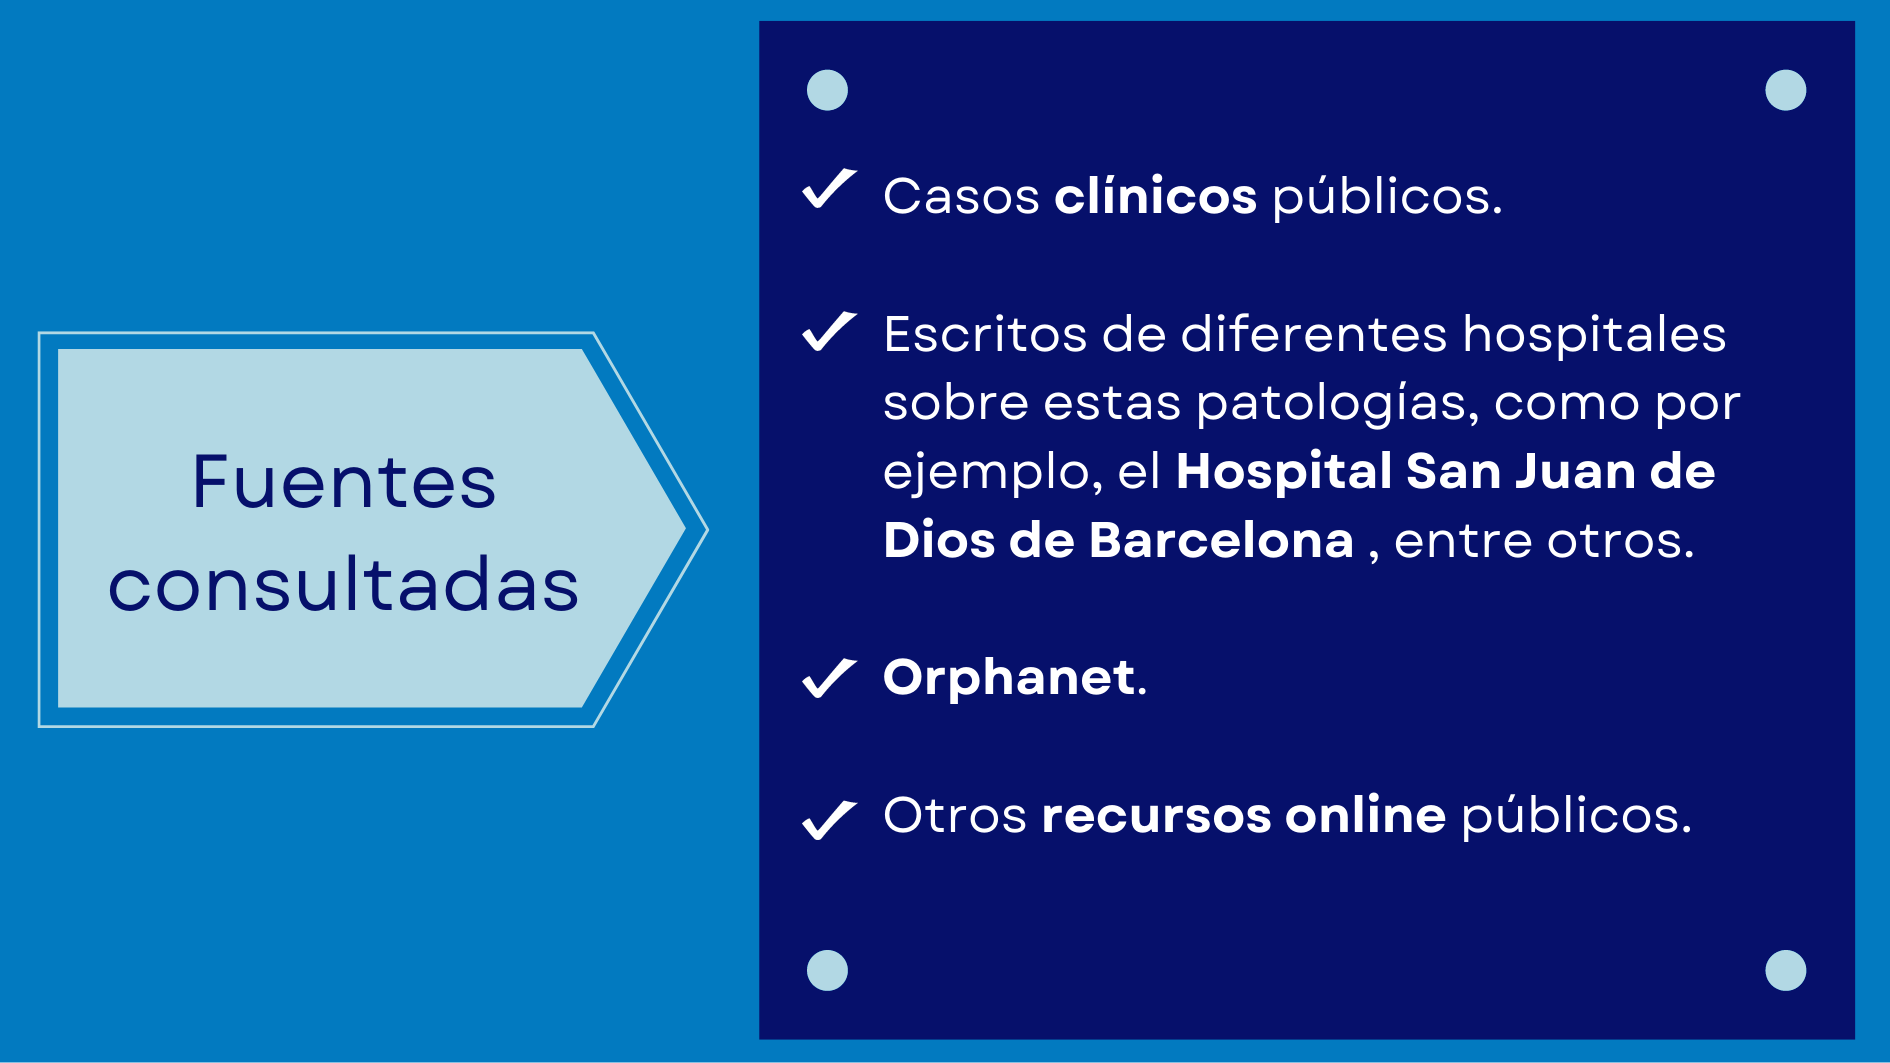 Fuentes
consultadas
Casos clínicos públicos.
Escritos de diferentes hospitales
sobre estas patologías, como por
ejemplo, el Hospital San Juan de
Dios de Barcelona , entre otros.
Orphanet.
Otros recursos online públicos.